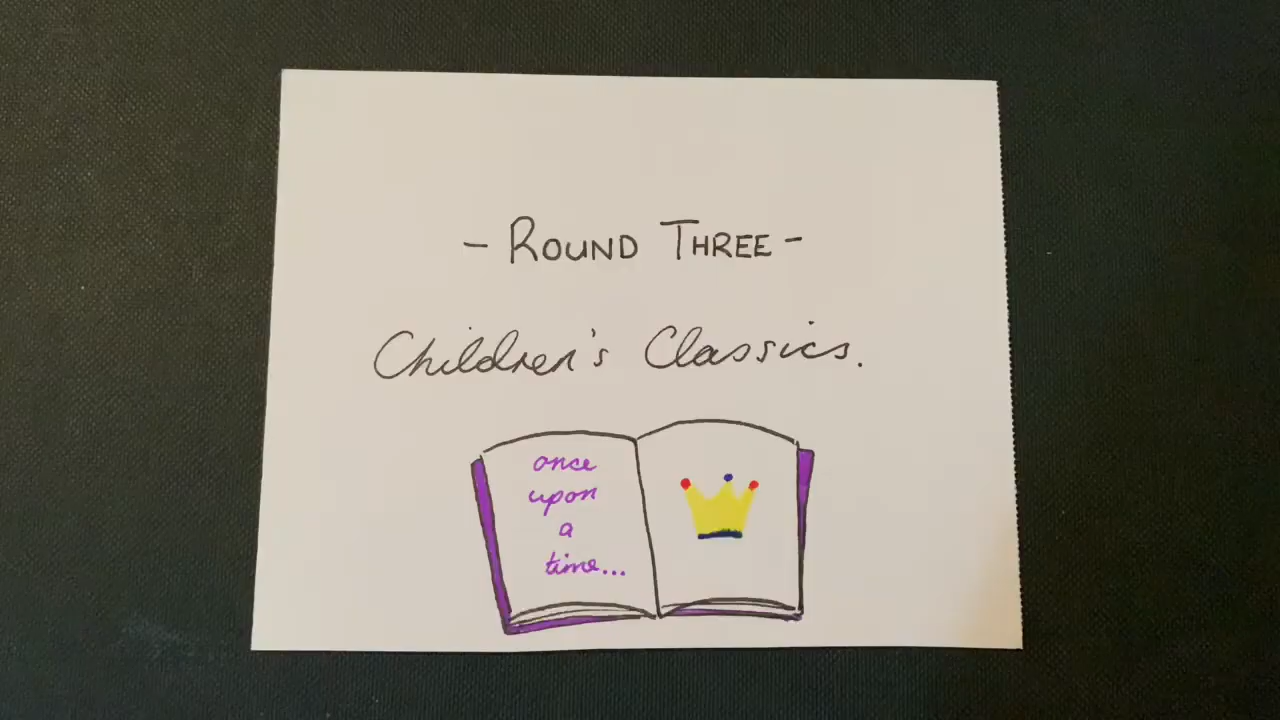 - ROUND THREE -
Children's Classics.
once
upon
a
time...